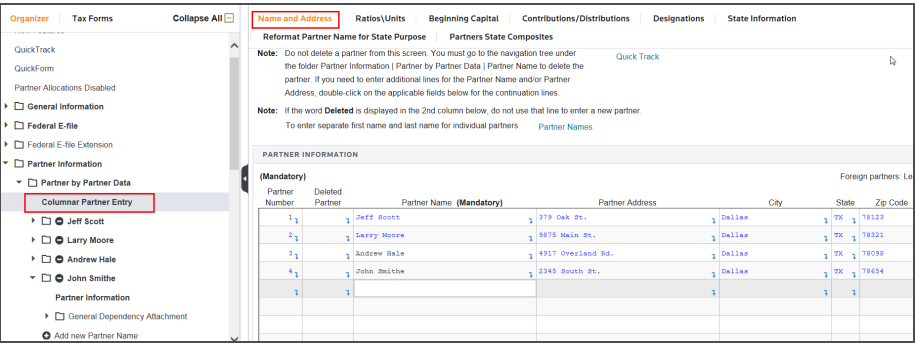 Organizer Tax Forms Collapse All
QuickTrack
QuickForm
Partner Allocations Disabled
General Information
Federal E-file
Federal E-file Extension
Partner Information
Partner by Partner Data
Columnar Partner Entry
Jeff Scott
Larry Moore
Andrew Hale
John Smithe
Partner Information
General Dependency Attachment
Add new Partner Name
Name and Address Ratios\Units Beginning Capital Contributions/Distributions Designations State Information
Reformat Partner Name for State Purpose Partners State Composites
Note: Do not delete a partner from this screen. You must go to the navigation tree under Quick Track
the folder Partner Information | Partner by Partner Data | Partner Name to delete the
partner. If you need to enter additional lines for the Partner Name and/or Partner
Address, double-click on the applicable fields below for the continuation lines.
Note: If the word Deleted is displayed in the 2nd column below, do not use that line to enter a new partner.
To enter separate first name and last name for individual partners Partner Names
PARTNER INFORMATION
(Mandatory) Foreign partners: Le
Partner Deleted
Number Partner Partner Name (Mandatory) Partner Address City State Zip Code
1 Jeff Scott 379 Oak St. Dallas TX 78123
2 Larry Moore 9875 Main St. Dallas TX 78321
3 Andrew Hale 4917 Overland Rd. Dallas TX 78098
4 John Smithe 2345 South St. Dallas TX 78654